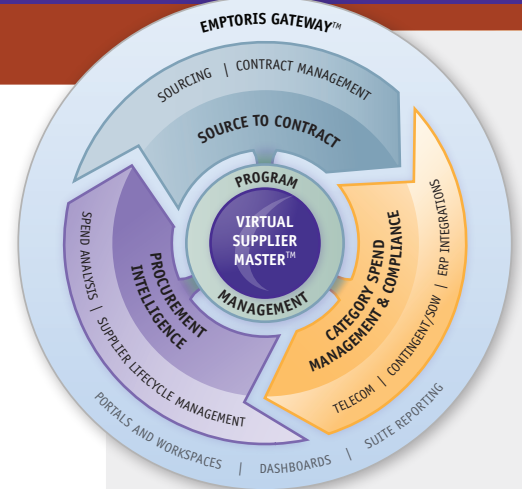 EMPTORIS GATEWAY™
SOURCING | CONTRACT MANAGEMENT
SOURCE TO CONTRACT
PROGRAM
MANAGEMENT
VIRTUAL
SUPPLIER
MASTER™
CATEGORY SPEND
MANAGEMENT & COMPLIANCE
TELECOM | CONTINGENT/SOW | ERP INTEGRATIONS
PROCUREMENT
INTELLIGENCE
SPEND ANALYSIS | SUPPLIER LIFECYCLE MANAGEMENT
PORTALS AND WORKSPACES | DASHBOARDS | SUITE REPORTING